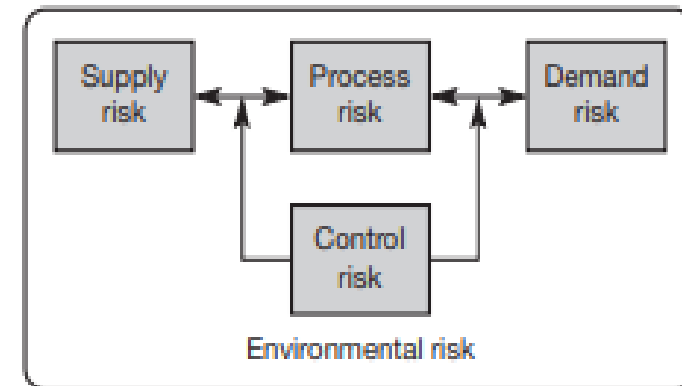 Supply
risk
Process
risk
Demand
risk
Control
risk
Environmental risk